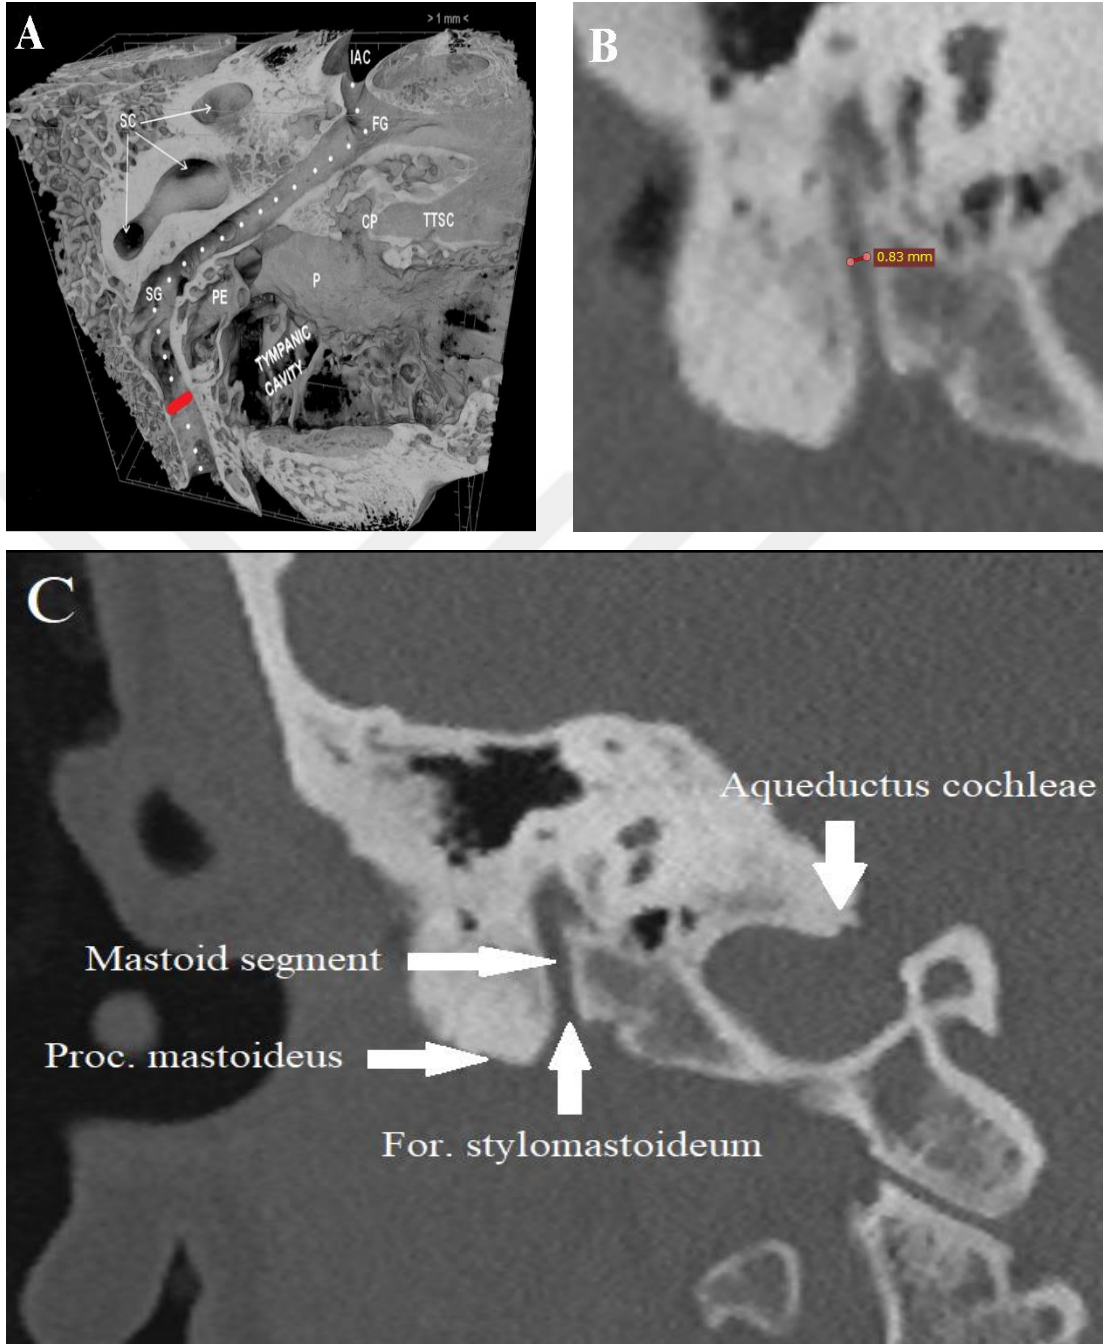 A
> 1 mm <
IAC
SC
FG
CP
TTSC
SG
PE
P
TYMPANIC
CAVITY
B
0.83 mm
C
Aqueductus cochleae
Mastoid segment
Proc. mastoideus
For. stylomastoideum